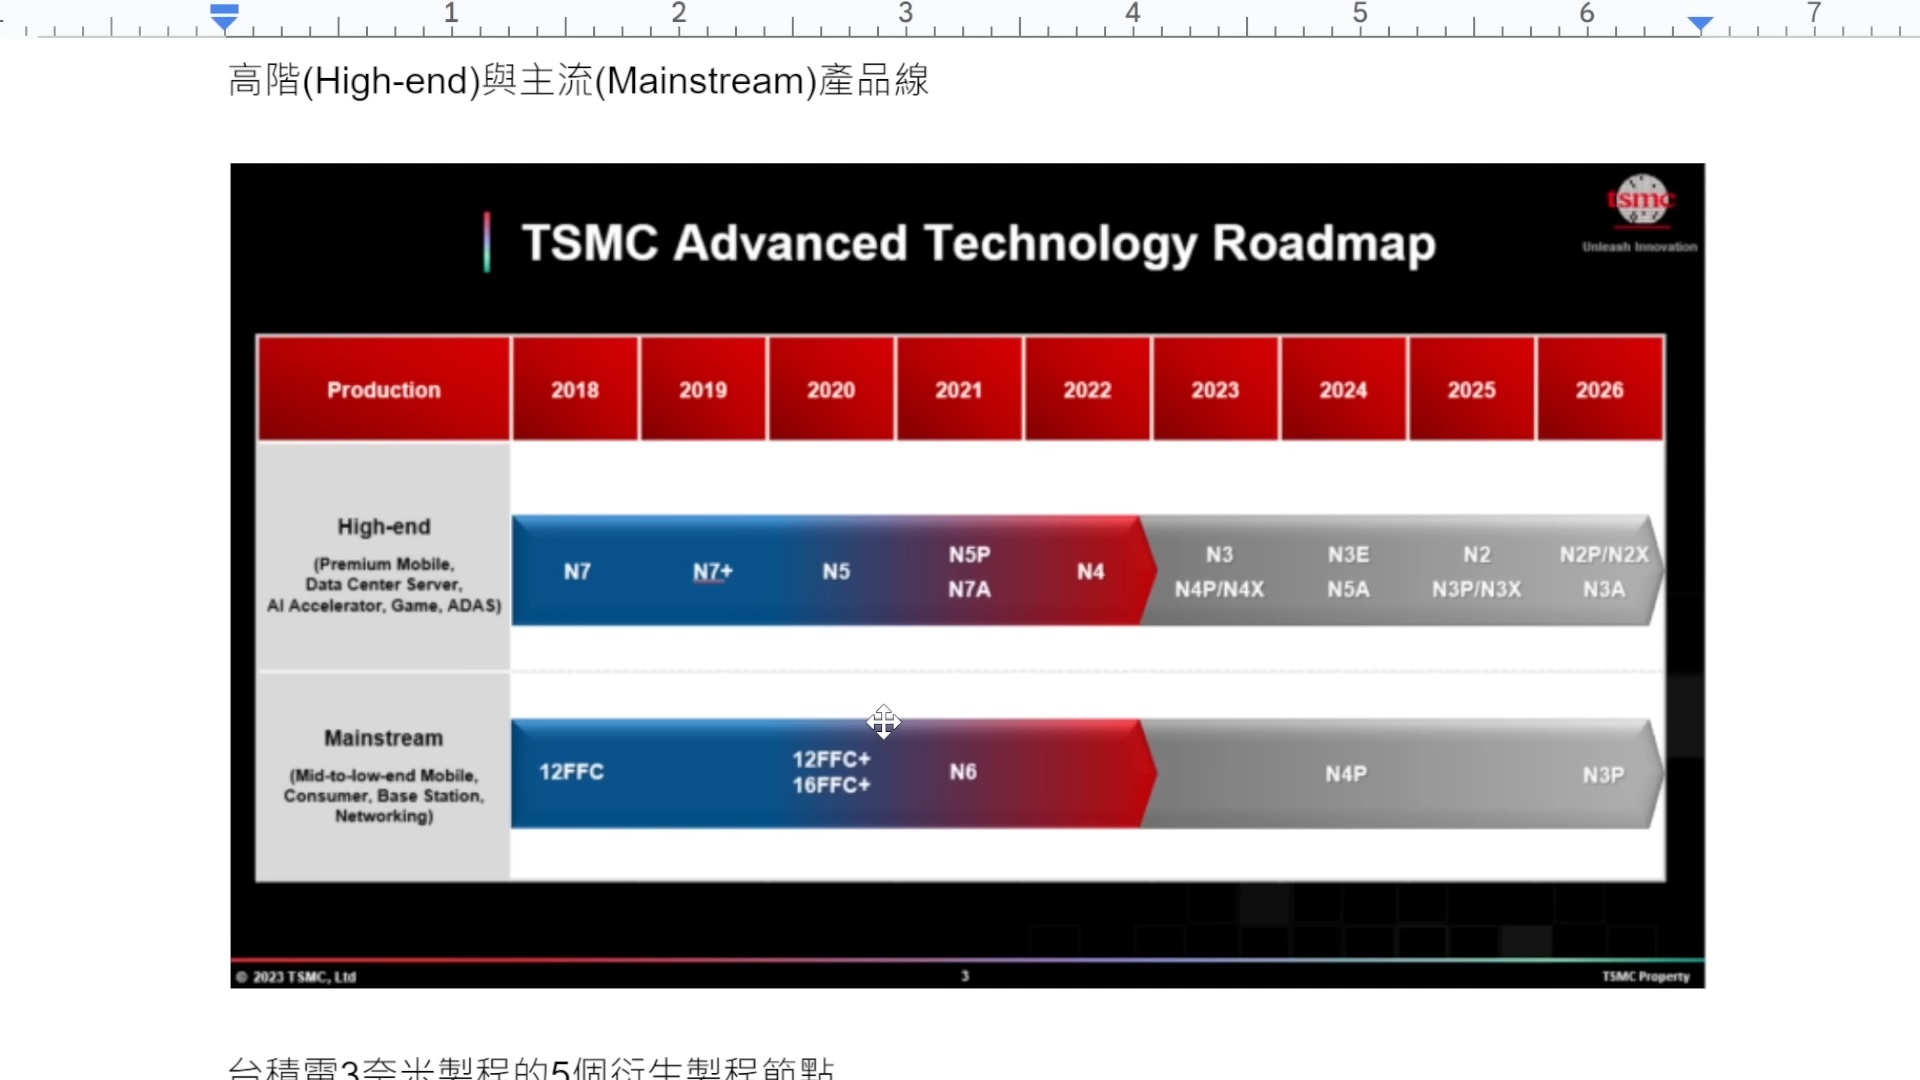 1 2 3 4 5 6 7
高階(High-end)與主流(Mainstream)產品線
tsmc
Unleash Innovation
TSMC Advanced Technology Roadmap
Production 2018 2019 2020 2021 2022 2023 2024 2025 2026
High-end
(Premium Mobile,
Data Center Server,
AI Accelerator, Game, ADAS)
N7 N7+ N5 N5P N4 N3 N3E N2 N2P/N2X
N7A N4P/N4X N5A N3P/N3X N3A
Mainstream
(Mid-to-low-end Mobile,
Consumer, Base Station,
Networking)
12FFC 12FFC+ N6 N4P N3P
16FFC+
© 2023 TSMC, Ltd 3 TSMC Property
台積電3奈米製程的5個衍生製程節點